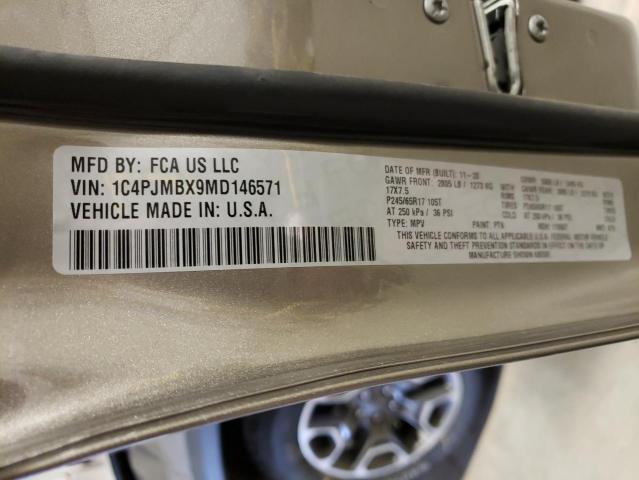 MFD BY: FCA US LLC
VIN: 1C4PJMBX9MD146571
VEHICLE MADE IN: U.S.A.
DATE OF MFR (BUILT): 11-20
GAWR FRONT: 2805 LB / 1273 KG WITH
17X7.5 RIMS
P245/65R17 105T
AT 250 kPa / 36 PSI COLD
TYPE: MPV
PAINT: PTN
THIS VEHICLE CONFORMS TO ALL APPLICABLE U.S.A. FEDERAL MOTOR VEHICLE
SAFETY AND THEFT PREVENTION STANDARDS IN EFFECT ON THE DATE OF
MANUFACTURE SHOWN ABOVE.